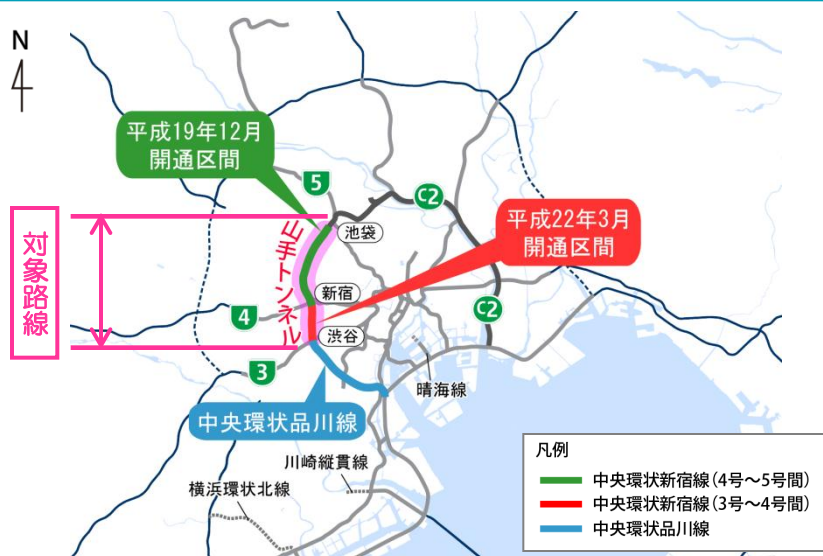 N
平成19年12月
開通区間
5
C2
平成22年3月
開通区間
対象路線
山手トンネル
池袋
新宿
4
渋谷
C2
3
晴海線
中央環状品川線
川崎縦貫線
横浜環状北線
凡例
中央環状新宿線(4号～5号間)
中央環状新宿線(3号～4号間)
中央環状品川線